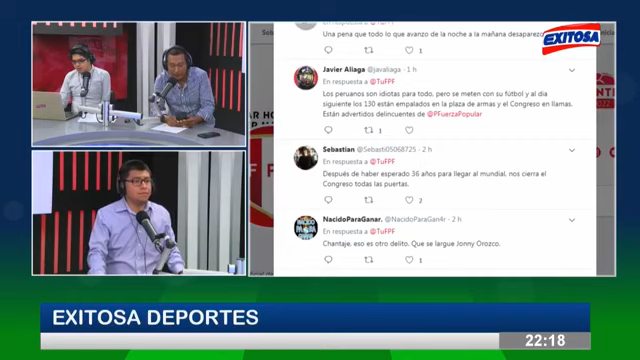 Una pena que todo lo que avanzo de la noche a la mañana desaparezc
EXITOSA
1
Javier Aliaga @javaliaga · 1 h
En respuesta a @TuFPF
Los peruanos son idiotas para todo, pero se meten con su fútbol y al día
siguiente los 130 están empalados en la plaza de armas y el Congreso en llamas.
Están advertidos delincuentes de @PFuerzaPopular
1
Sebastian @Sebasti05068725 · 2 h
En respuesta a @TuFPF
Después de haber esperado 36 años para llegar al mundial, nos cierra el
Congreso todas las puertas.
2
NacidoParaGanar. @NacidoParaGan4r · 2 h
En respuesta a @TuFPF
Chantaje, eso es otro delito. Que se largue Jonny Orozco.
1
EXITOSA DEPORTES
22:18